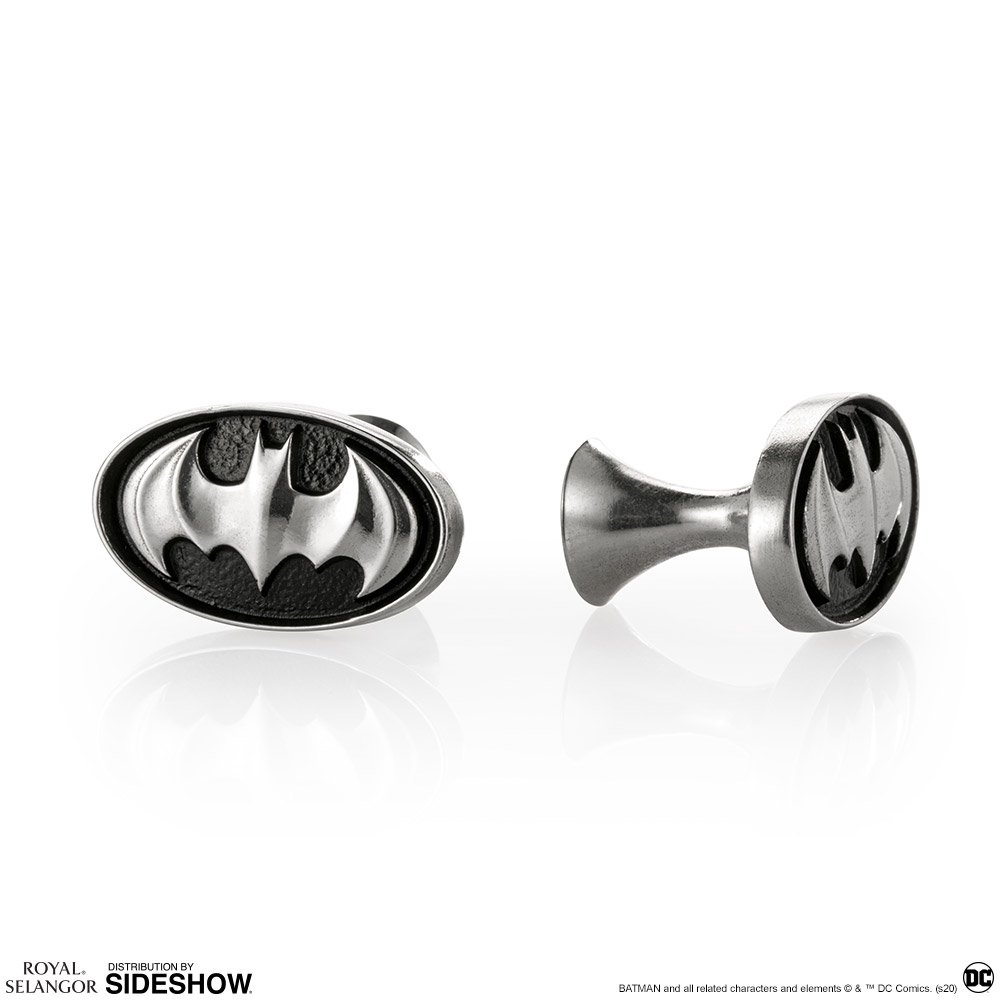 ROYAL®
SELANGOR
DISTRIBUTION BY
SIDESHOW
BATMAN and all related characters and elements © & ™ DC Comics. (s20)
DC